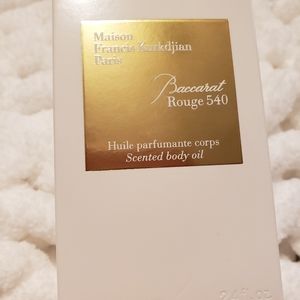 Maison
Francis Kurkdjian
Paris
Baccarat
Rouge 540
Huile parfumante corps
Scented body oil